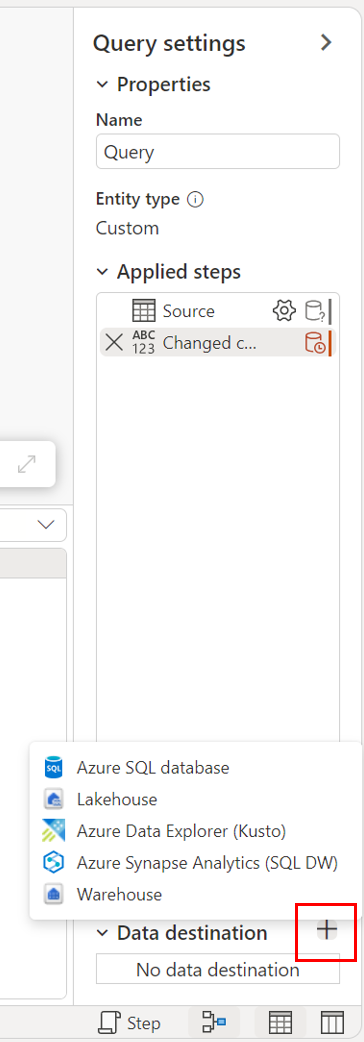 Query settings
Properties
Name
Query
Entity type
Custom
Applied steps
Source
ABC
123
Changed c...
Azure SQL database
Lakehouse
Azure Data Explorer (Kusto)
Azure Synapse Analytics (SQL DW)
Warehouse
Data destination
No data destination
Step